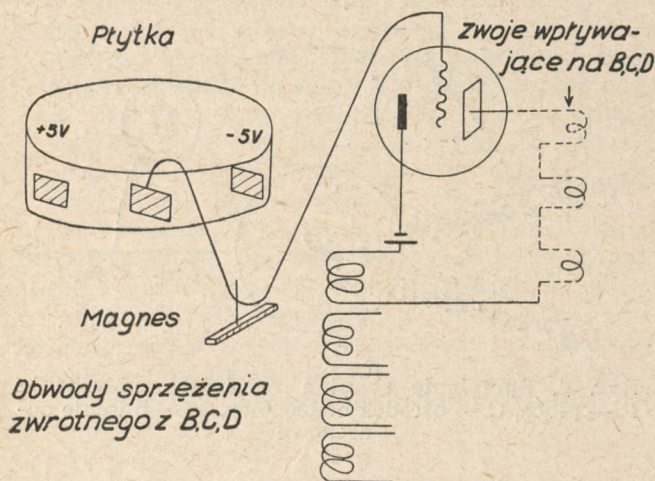 Płytka
Zwoje wpływa-
jące na B,C,D
+5V
-5V
Magnes
Obwody sprzężenia
zwrotnego z B,C,D